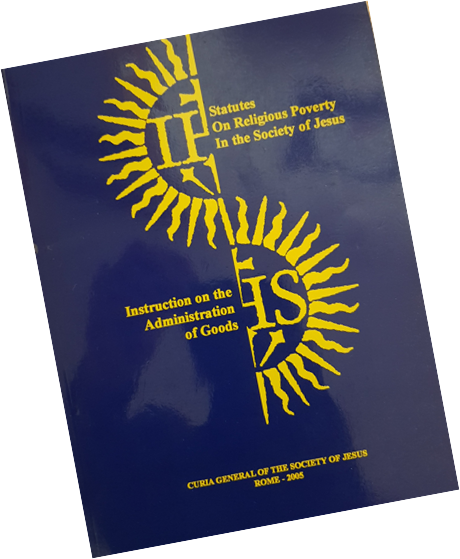 Statutes
On Religious Poverty
In the Society of Jesus
Instruction on the
Administration
of Goods
CURIA GENERAL OF THE SOCIETY OF JESUS
ROME - 2005